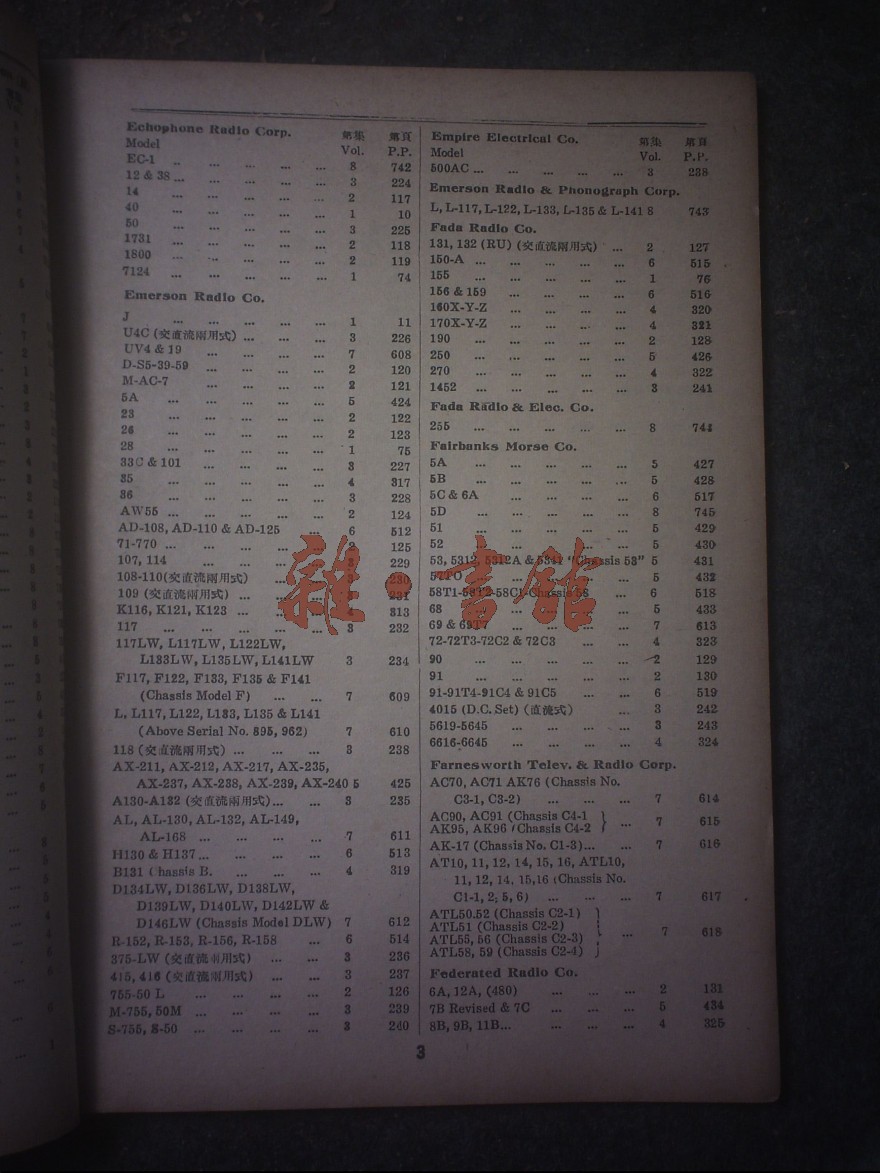 Echophone Radio Corp. 第集 第頁
Model Vol. P.P.
EC-1 .. ... ... ... ... 8 742
12 & 38 ... ... ... ... ... 3 224
14 ... ... ... ... ... 2 117
40 ... ... ... ... ... 1 10
50 ... ... ... ... ... 3 225
1731 ... ... ... ... ... 2 118
1800 ... ... ... ... ... 2 119
7124 ... ... ... ... ... 1 74
Emerson Radio Co.
J ... ... ... ... ... 1 11
U4C (交直流兩用式) ... ... ... 3 226
UV4 & J9 ... ... ... ... 7 608
D-S5-39-59 ... ... ... ... 2 120
M-AC-7 ... ... ... 2 121
5A ... ... ... ... ... 5 424
23 ... ... ... ... ... 2 122
26 ... ... ... ... ... 2 123
28 ... ... ... ... ... 1 75
33C & 101 ... ... ... ... 3 227
35 ... ... ... ... ... 4 317
36 ... ... ... ... ... 3 228
AW55 ... ... ... ... ... 2 124
AD-108, AD-110 & AD-125 ... 6 512
71-770 ... ... ... ... 125
107, 114 ... ... ... 229
108-110(交直流兩用式) ... 230
109 (交直流兩用式) ... ... 231
K116, K121, K123 ... ... ... 4 313
117 ... ... ... ... ... 3 232
117LW, L117LW, L122LW,
L133LW, L135LW, L141LW 3 234
F117, F122, F133, F135 & F141
(Chassis Model F) ... ... 7 609
L, L117, L122, L133, L135 & L141
(Above Serial No. 895, 962) 7 610
118 (交直流兩用式) ... ... ... 3 238
AX-211, AX-212, AX-217, AX-235,
AX-237, AX-238, AX-239, AX-240 5 425
A130-A132 (交直流兩用式)... ... 3 235
AL, AL-130, AL-132, AL-149,
AL-168 ... ... ... ... 7 611
H130 & H137... ... ... ... 6 513
B131 Chassis B. ... ... ... 4 319
D134LW, D136LW, D138LW,
D139LW, D140LW, D142LW &
D146LW (Chassis Model DLW) 7 612
R-152, R-153, R-156, R-158 ... 6 514
375-LW (交直流兩用式) ... ... 3 236
415, 416 (交直流兩用式) ... ... 3 237
755-50 L ... ... ... ... 2 126
M-755, 50M ... ... ... ... 3 239
S-755, S-50 ... ... ... ... 3 240
Empire Electrical Co. 第集 第頁
Model Vol. P.P.
500AC ... ... ... ... ... 3 238
Emerson Radio & Phonograph Corp.
L, L-117, L-122, L-133, L-135 & L-141 8 743
Fada Radio Co.
131, 132 (RU) (交直流兩用式) ... 2 127
150-A ... ... ... ... ... 6 515
155 ... ... ... ... ... 1 76
156 & 159 ... ... ... ... 6 516
160X-Y-Z ... ... ... ... 4 320
170X-Y-Z ... ... ... ... 4 321
190 ... ... ... ... ... 2 128
250 ... ... ... ... ... 5 426
270 ... ... ... ... ... 4 322
1452 ... ... ... ... 3 241
Fada Radio & Elec. Co.
255 ... ... ... ... ... 8 744
Fairbanks Morse Co.
5A ... ... ... ... ... 5 427
5B ... ... ... ... ... 5 428
5C & 6A ... ... ... ... 6 517
5D ... ... ... ... ... 8 745
51 ... ... ... ... ... 5 429
52 ... ... ... ... ... 5 430
53, 5312, 5312A & 5341 "Chassis 53" 5 431
57TO ... ... ... ... 5 432
58T1-58T2-58C1-Chassis 58 ... 6 518
68 ... ... ... ... ... 5 433
69 & 69T7 ... ... ... ... 7 613
72-72T3-72C2 & 72C3 ... ... 4 323
90 ... ... ... ... 2 129
91 ... ... ... ... ... 2 130
91-91T4-91C4 & 91C5 ... ... 6 519
4015 (D.C. Set) (直流式) ... 3 242
5619-5645 ... ... ... ... 3 243
6616-6645 ... ... ... ... 4 324
Farnesworth Telev. & Radio Corp.
AC70, AC71 AK76 (Chassis No.
C3-1, C3-2) ... ... ... 7 614
AC90, AC91 (Chassis C4-1
AK95, AK96 (Chassis C4-2 } ... 7 615
AK-17 (Chassis No. C1-3)... ... 7 616
AT10, 11, 12, 14, 15, 16, ATL10,
11, 12, 14, 15,16 (Chassis No.
C1-1, 2, 5, 6) ... ... ... 7 617
ATL50.52 (Chassis C2-1)
ATL51 (Chassis C2-2)
ATL55, 56 (Chassis C2-3) } ... 7 618
ATL58, 59 (Chassis C2-4)
Federated Radio Co.
6A, 12A, (480) ... ... ... 2 131
7B Revised & 7C ... ... ... 5 434
8B, 9B, 11B... ... ... ... 4 325
3
雜·書館